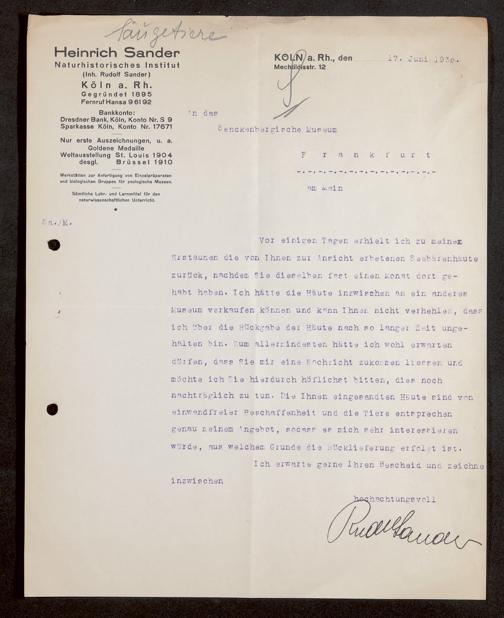 Säugetiere
Heinrich Sander
Naturhistorisches Institut
(Inh. Rudolf Sander)
Köln a. Rh.
Gegründet 1895
Fernruf Hansa 96192
Bankkonto:
Dresdner Bank, Köln, Konto Nr. S 9
Sparkasse Köln, Konto Nr. 17671
Nur erste Auszeichnungen, u. a.
Goldene Medaille
Weltausstellung St. Louis 1904
desgl. Brüssel 1910
Werkstätten zur Anfertigung von Einzelpräparaten
und biologischen Gruppen für zoologische Museen.
Sämtliche Lehr- und Lernmittel für den
naturwissenschaftlichen Unterricht.
KÖLN a. Rh., den 17. Juni 193
Mechtildisstr. 12
An das
Senckenbergische Museum
Frankfurt
am Main
Sa./M.
Vor einigen Tagen erhielt ich zu meinem
Erstaunen die von Ihnen zur Ansicht erbetenen Seebärenhäute
zurück, nachdem Sie dieselben fast einen Monat dort ge-
habt haben. Ich hätte die Häute inzwischen an ein anderes
Museum verkaufen können und kann Ihnen nicht verhehlen, dass
ich über die Rückgabe der Häute nach so langer Zeit unge-
halten bin. Zum allermindesten hätte ich wohl erwarten
dürfen, dass Sie mir eine Nachricht zukommen liessen und
möchte ich Sie hierdurch höflichst bitten, dies noch
nachträglich zu tun. Die Ihnen eingesandten Häute sind von
einwandfreier Beschaffenheit und die Tiere entsprechen
genau meinem Angebot, sodass es mich sehr interessieren
würde, aus welchem Grunde die Rücklieferung erfolgt ist.
Ich erwarte gerne Ihren Bescheid und zeichne
inzwischen
hochachtungsvoll
Rudolf Sander